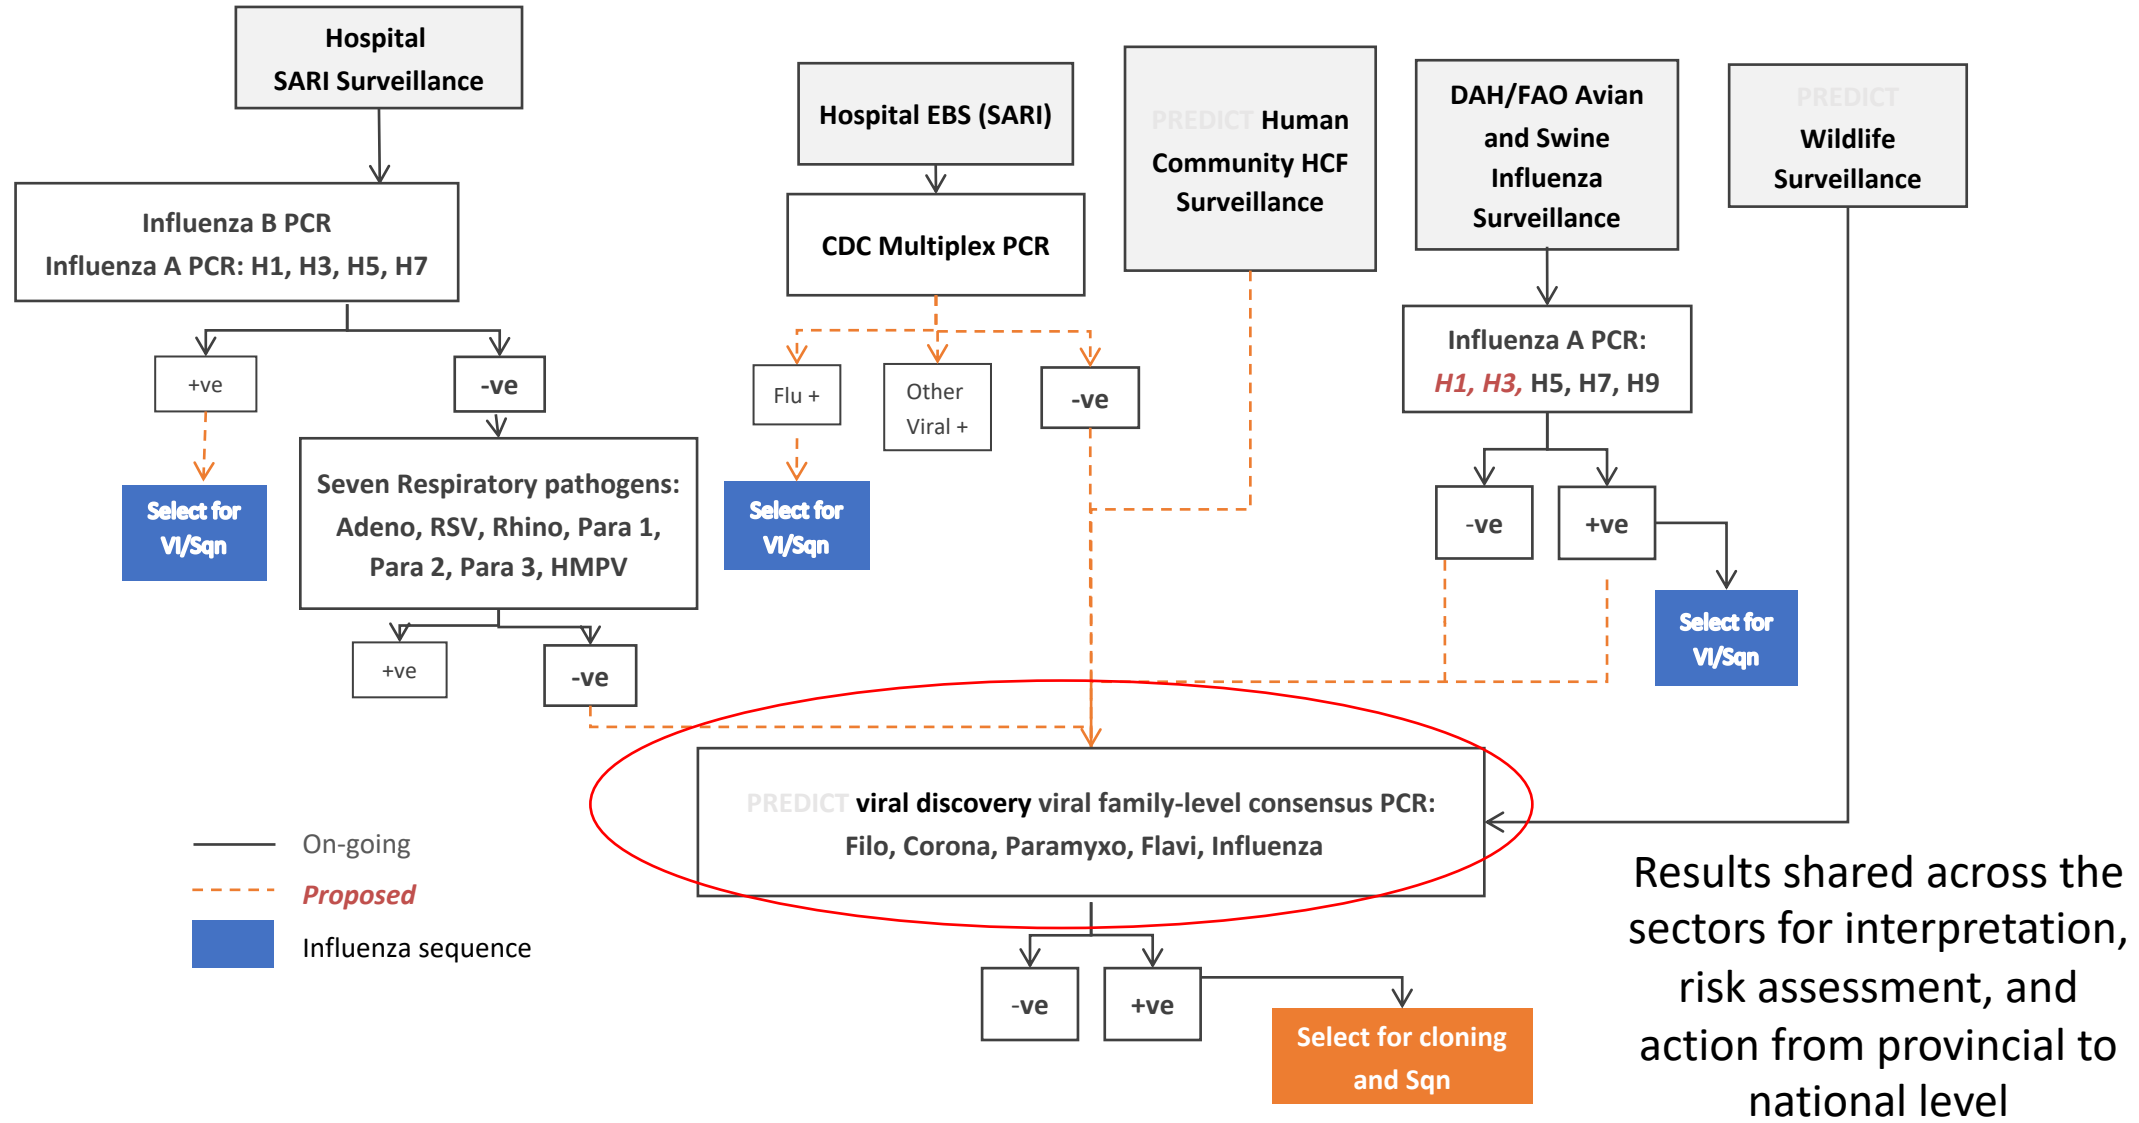 Hospital
SARI Surveillance
Hospital EBS (SARI)
PREDICT Human
Community HCF
Surveillance
DAH/FAO Avian
and Swine
Influenza
Surveillance
PREDICT
Wildlife
Surveillance
Influenza B PCR
Influenza A PCR: H1, H3, H5, H7
CDC Multiplex PCR
Influenza A PCR:
H1, H3, H5, H7, H9
+ve
-ve
Flu +
Other
Viral +
-ve
Select for
VI/Sqn
Seven Respiratory pathogens:
Adeno, RSV, Rhino, Para 1,
Para 2, Para 3, HMPV
Select for
VI/Sqn
-ve
+ve
Select for
VI/Sqn
+ve
-ve
PREDICT viral discovery viral family-level consensus PCR:
Filo, Corona, Paramyxo, Flavi, Influenza
On-going
Proposed
Influenza sequence
-ve
+ve
Select for cloning
and Sqn
Results shared across the
sectors for interpretation,
risk assessment, and
action from provincial to
national level